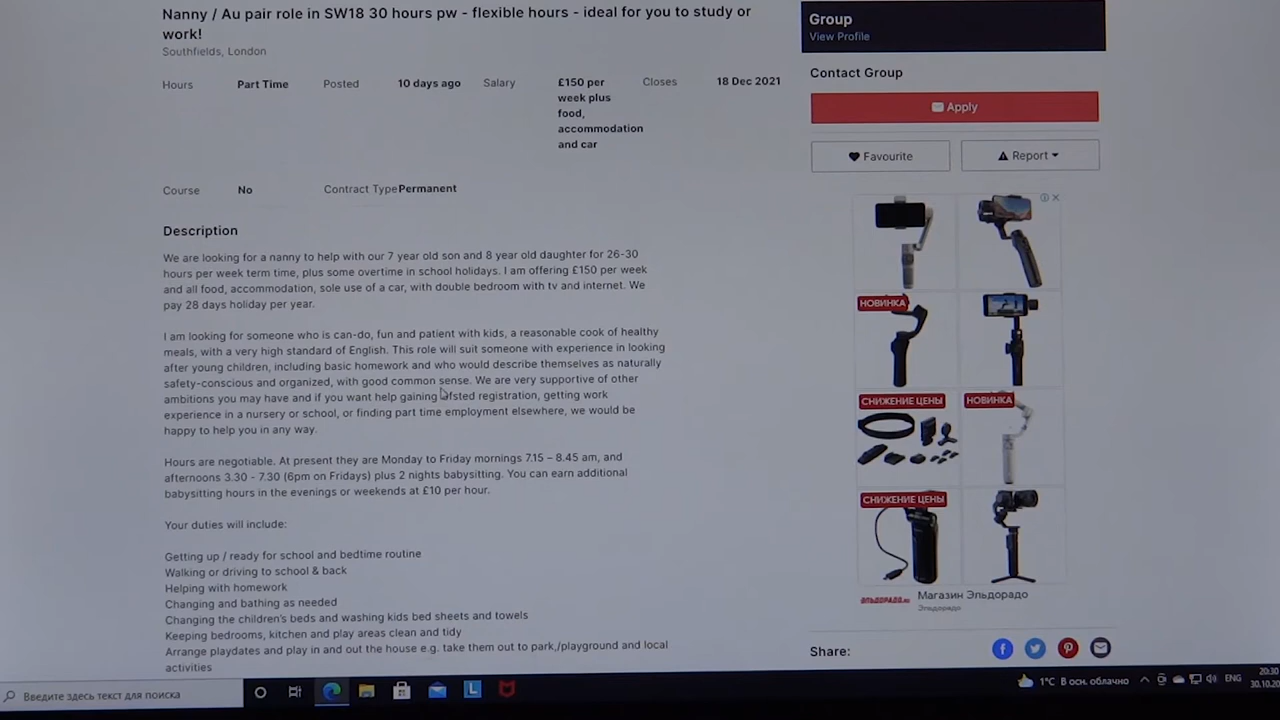 Nanny / Au pair role in SW18 30 hours pw - flexible hours - ideal for you to study or
work!
Southfields, London
Hours
Part Time
Posted
10 days ago
Salary
£150 per
week plus
food,
accommodation
and car
Closes
18 Dec 2021
Course
No
Contract Type
Permanent
Description
We are looking for a nanny to help with our 7 year old son and 8 year old daughter for 26-30
hours per week term time, plus some overtime in school holidays. I am offering £150 per week
and all food, accommodation, sole use of a car, with double bedroom with tv and internet. We
pay 28 days holiday per year.
I am looking for someone who is can-do, fun and patient with kids, a reasonable cook of healthy
meals, with a very high standard of English. This role will suit someone with experience in looking
after young children, including basic homework and who would describe themselves as naturally
safety-conscious and organized, with good common sense. We are very supportive of other
ambitions you may have and if you want help gaining Ofsted registration, getting work
experience in a nursery or school, or finding part time employment elsewhere, we would be
happy to help you in any way.
Hours are negotiable. At present they are Monday to Friday mornings 7.15 – 8.45 am, and
afternoons 3.30 - 7.30 (6pm on Fridays) plus 2 nights babysitting. You can earn additional
babysitting hours in the evenings or weekends at £10 per hour.
Your duties will include:
Getting up / ready for school and bedtime routine
Walking or driving to school & back
Helping with homework
Changing and bathing as needed
Changing the children's beds and washing kids bed sheets and towels
Keeping bedrooms, kitchen and play areas clean and tidy
Arrange playdates and play in and out the house e.g. take them out to park,/playground and local
activities
Group
View Profile
Contact Group
Apply
Favourite
Report
НОВИНКА
СНИЖЕНИЕ ЦЕНЫ
НОВИНКА
СНИЖЕНИЕ ЦЕНЫ
ЭЛЬДОРАДО.RU
Магазин Эльдорадо
Эльдорадо
Share:
Введите здесь текст для поиска
1°C В осн. облачно
ENG
20:30
30.10.20